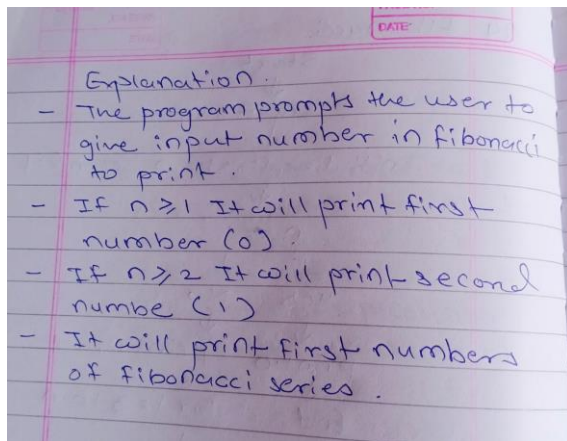 DATE
Explanation.
- The program prompts the user to
give input number in fibonacci
to print.
- If n ≥ 1 It will print first
number (0).
- If n ≥ 2 It will print second
numbe (1)
- It will print first numbers
of fibonacci series.